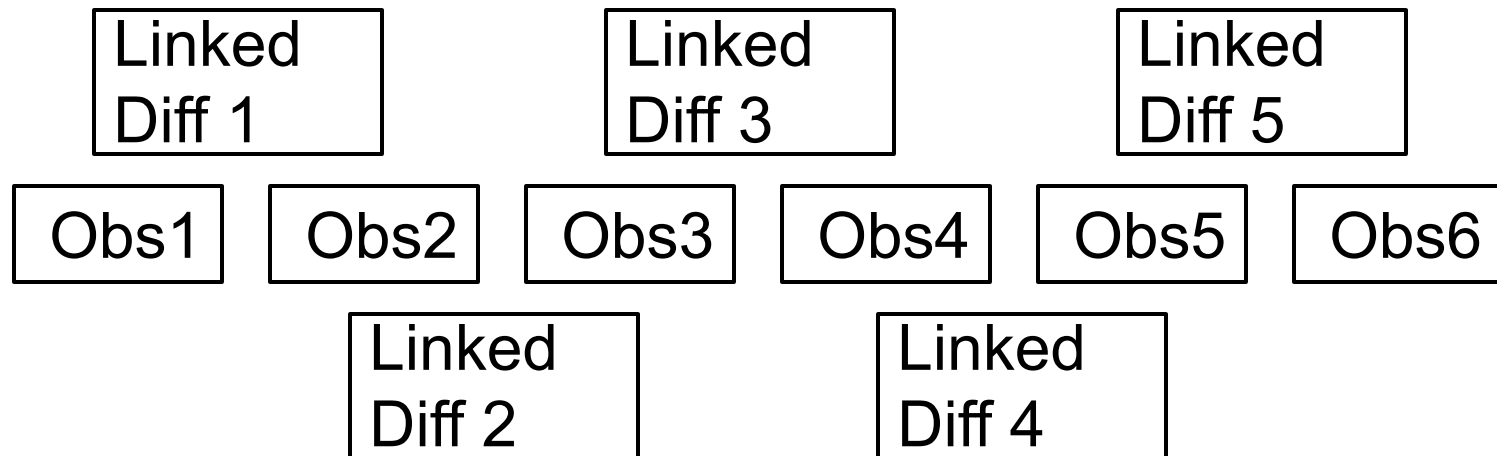 Linked
Diff 1
Linked
Diff 3
Linked
Diff 5
Obs1
Obs2
Obs3
Obs4
Obs5
Obs6
Linked
Diff 2
Linked
Diff 4